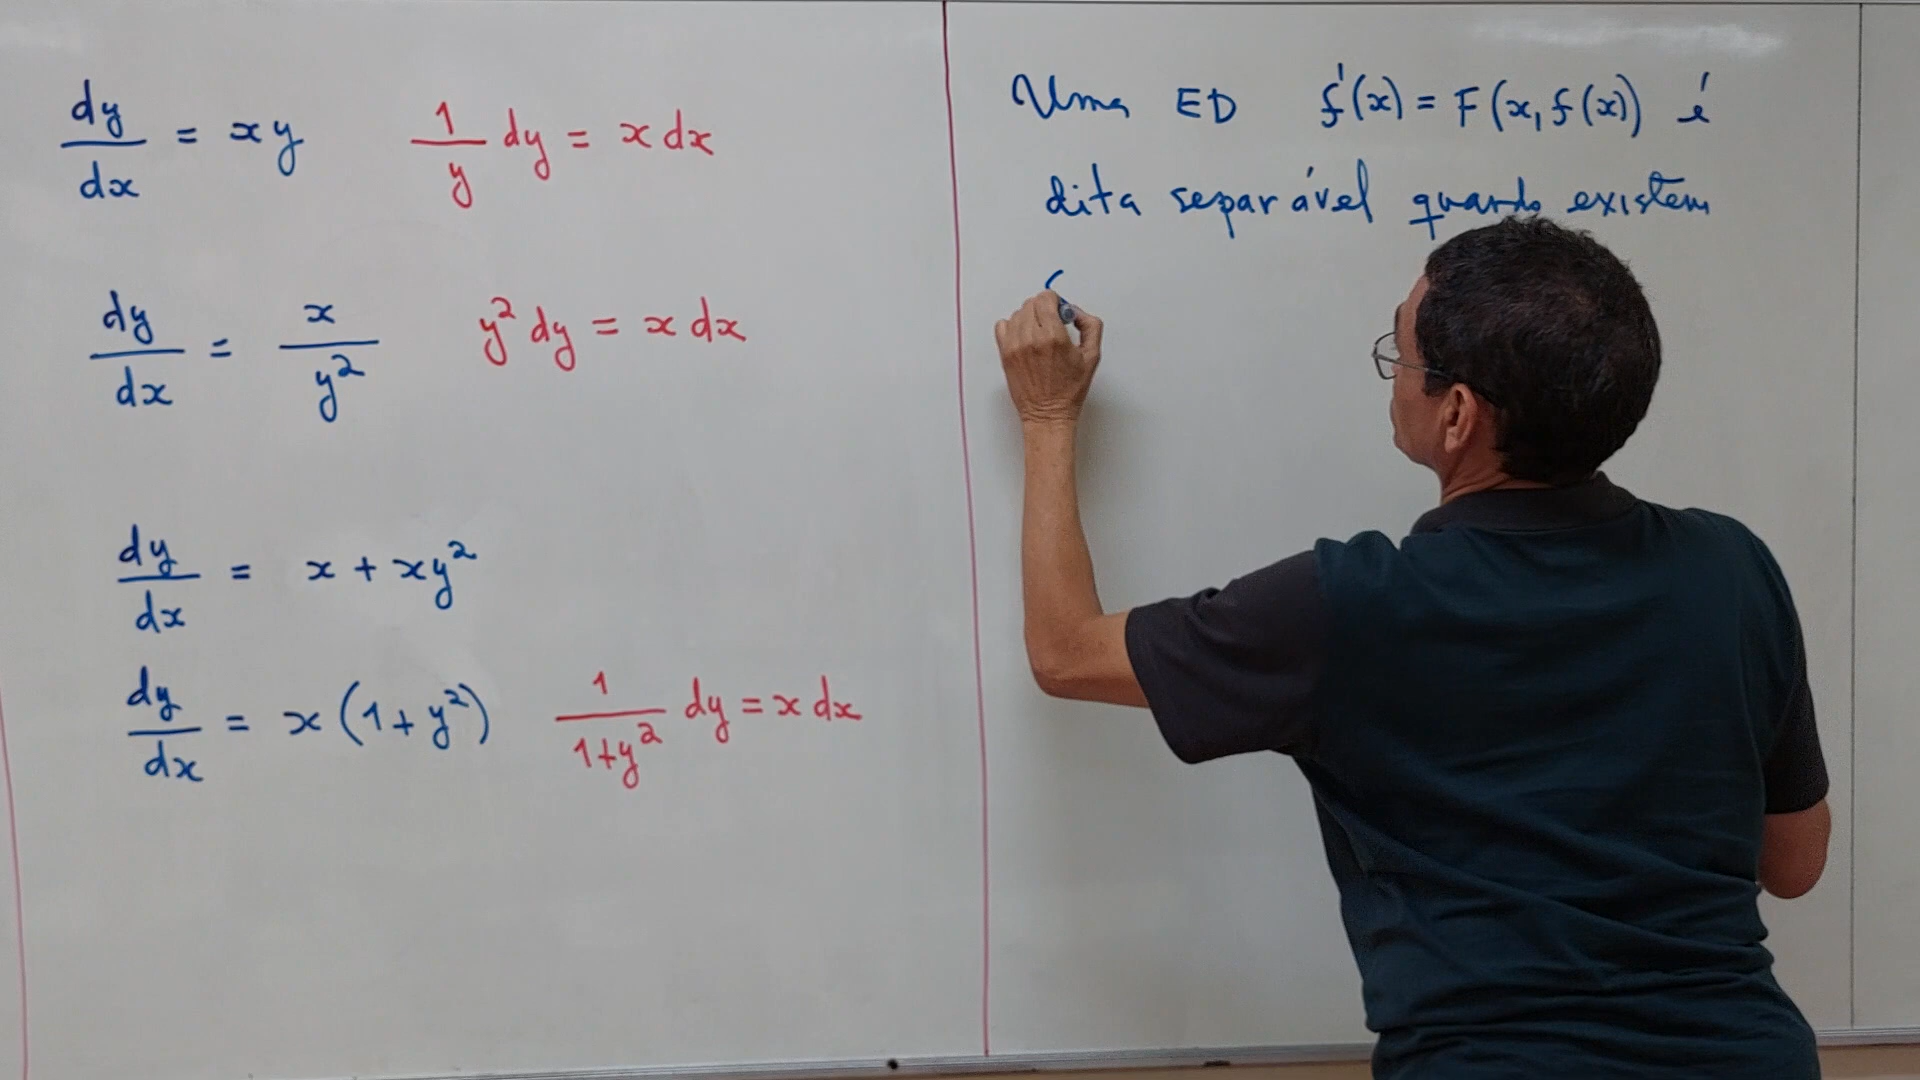 dy/dx = xy    1/y dy = x dx
dy/dx = x/y²    y² dy = x dx
dy/dx = x + xy²
dy/dx = x(1+y²)    1/(1+y²) dy = x dx
Uma ED f'(x) = F(x, f(x)) é
dita separável quando existem